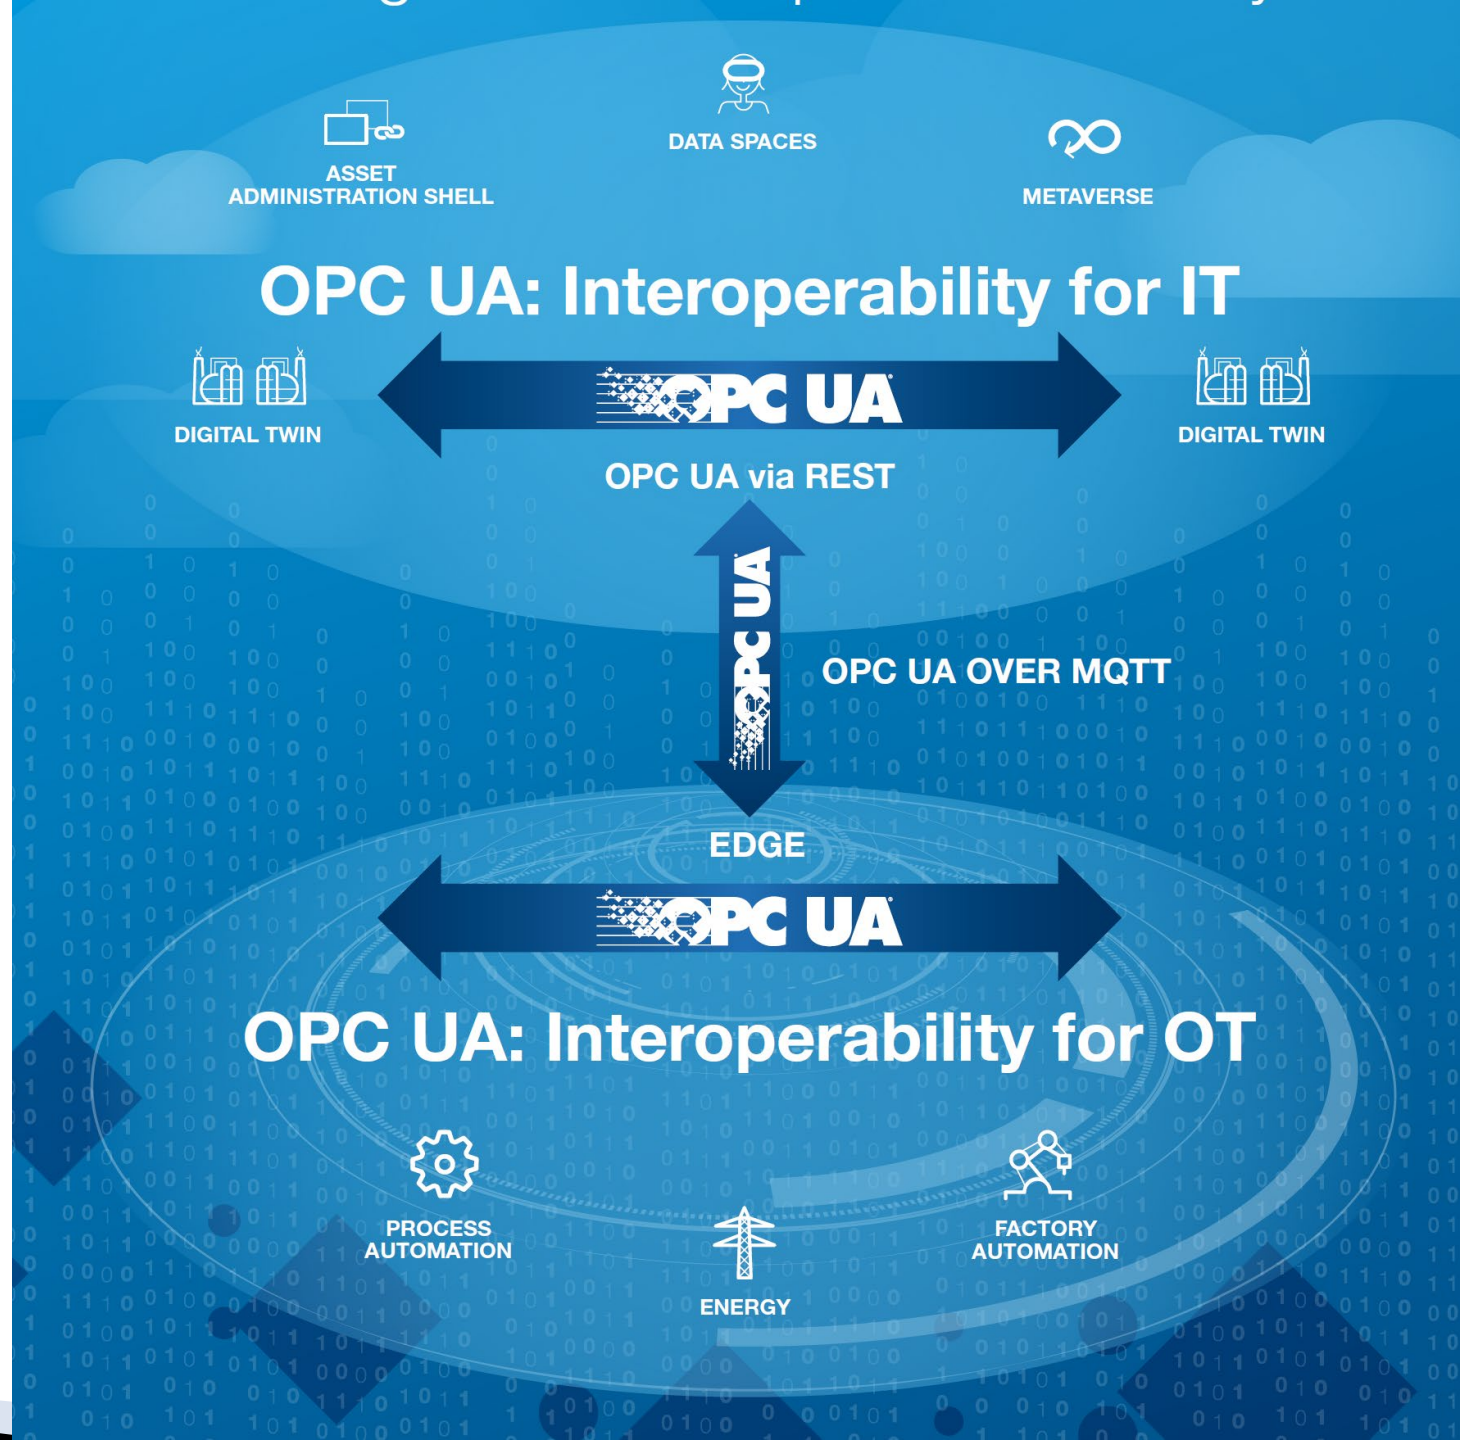 DATA SPACES
ASSET
ADMINISTRATION SHELL
METAVERSE
OPC UA: Interoperability for IT
OPC UA
DIGITAL TWIN
DIGITAL TWIN
OPC UA via REST
OPC UA
OPC UA OVER MQTT
EDGE
OPC UA
OPC UA: Interoperability for OT
PROCESS
AUTOMATION
FACTORY
AUTOMATION
ENERGY